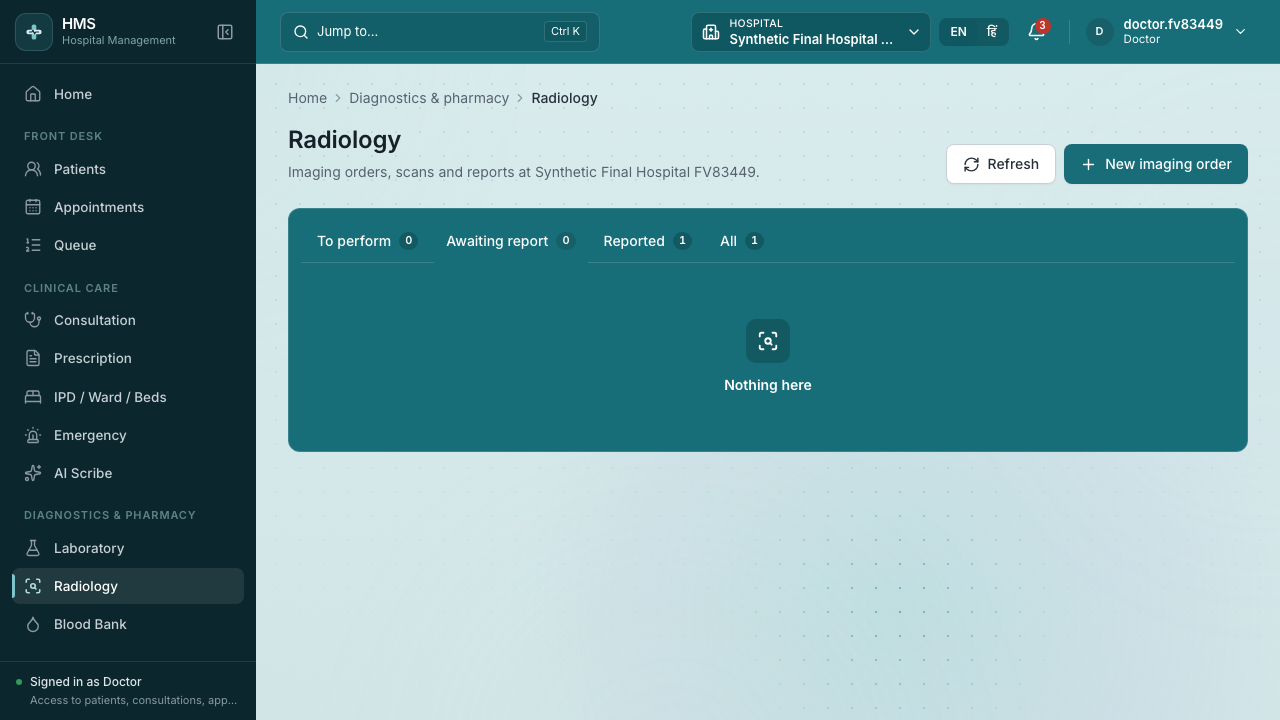 HMS
Hospital Management
Jump to...
Ctrl K
HOSPITAL
Synthetic Final Hospital ...
EN
हिं
3
D
doctor.fv83449
Doctor
Home
FRONT DESK
Patients
Appointments
Queue
CLINICAL CARE
Consultation
Prescription
IPD / Ward / Beds
Emergency
AI Scribe
DIAGNOSTICS & PHARMACY
Laboratory
Radiology
Blood Bank
Signed in as Doctor
Access to patients, consultations, app...
Home > Diagnostics & pharmacy > Radiology
Radiology
Imaging orders, scans and reports at Synthetic Final Hospital FV83449.
Refresh
New imaging order
To perform 0
Awaiting report 0
Reported 1
All 1
Nothing here